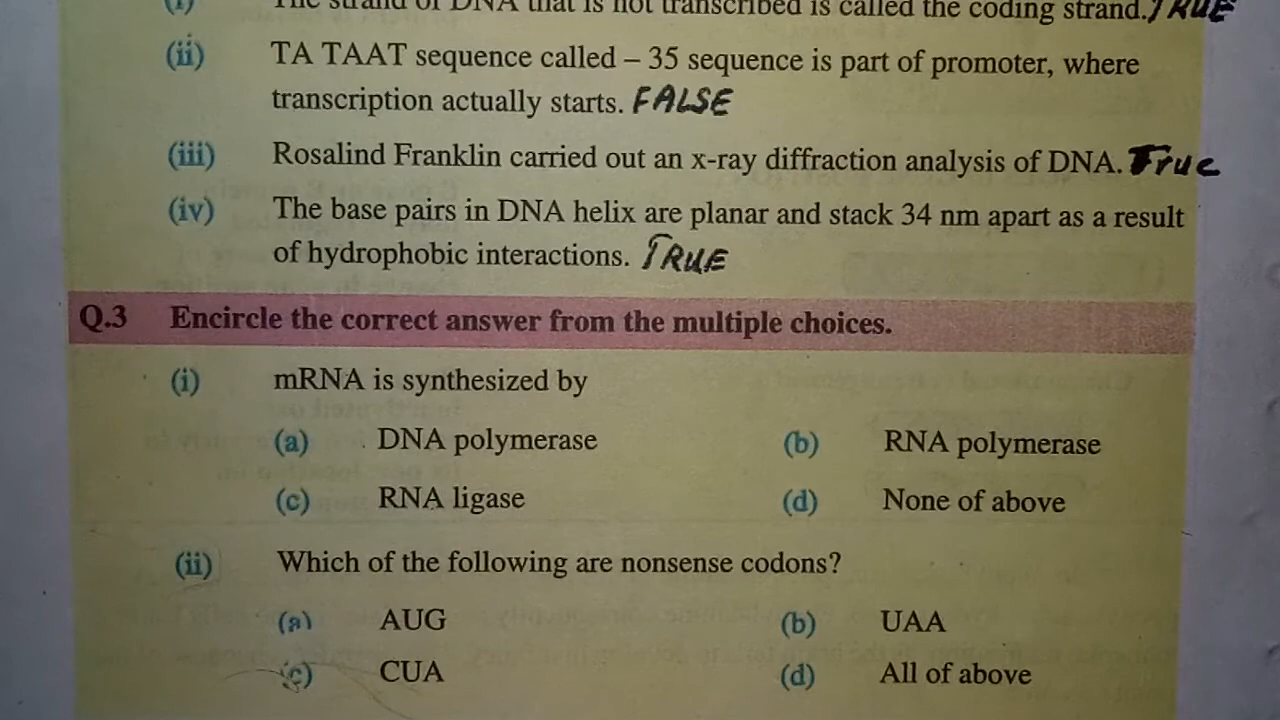 (i) The strand of DNA that is not transcribed is called the coding strand. TRUE
(ii) TA TAAT sequence called – 35 sequence is part of promoter, where
transcription actually starts. FALSE
(iii) Rosalind Franklin carried out an x-ray diffraction analysis of DNA. True
(iv) The base pairs in DNA helix are planar and stack 34 nm apart as a result
of hydrophobic interactions. TRUE
Q.3 Encircle the correct answer from the multiple choices.
(i) mRNA is synthesized by
(a) DNA polymerase (b) RNA polymerase
(c) RNA ligase (d) None of above
(ii) Which of the following are nonsense codons?
(a) AUG (b) UAA
(c) CUA (d) All of above